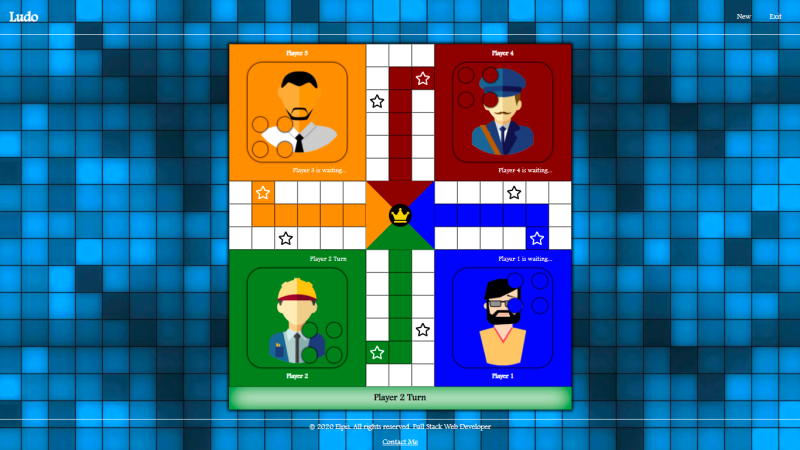 Ludo
New
Exit
Player 3
Player 4
Player 3 is waiting...
Player 4 is waiting...
Player 2 Turn
Player 1 is waiting...
Player 2
Player 1
Player 2 Turn
© 2020 Elpu. All rights reserved. Full Stack Web Developer
Contact Me